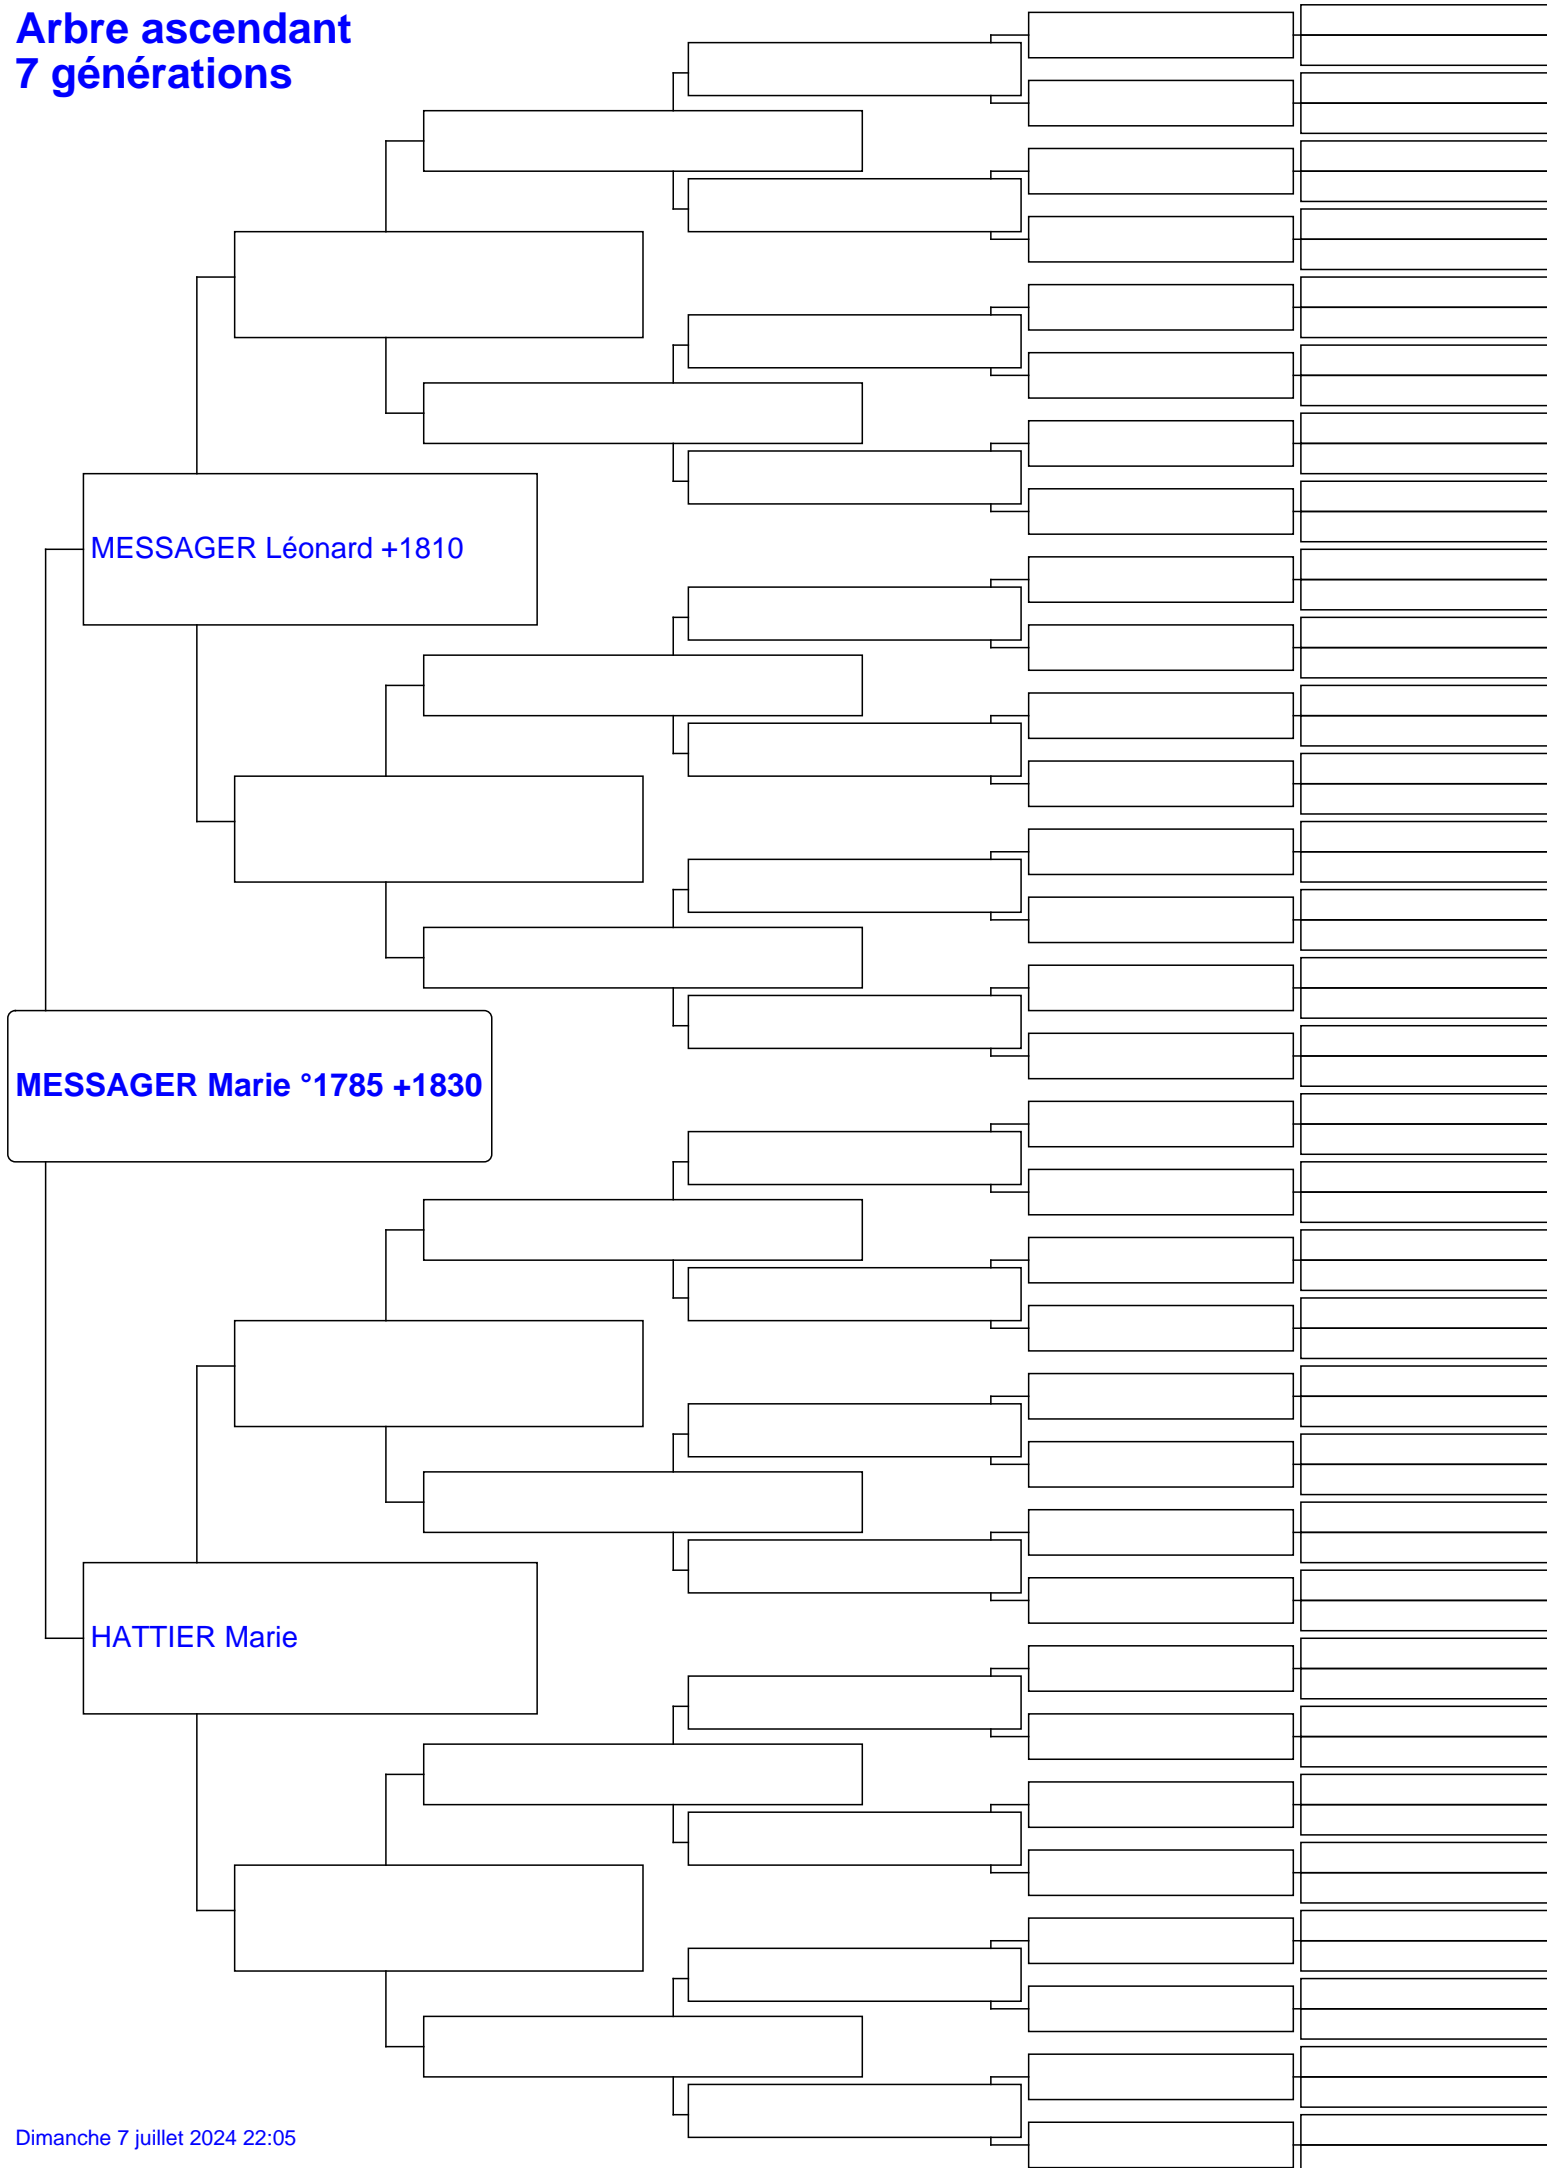 Arbre ascendant
7 générations
MESSAGER Léonard +1810
MESSAGER Marie °1785 +1830
HATTIER Marie
Dimanche 7 juillet 2024 22:05